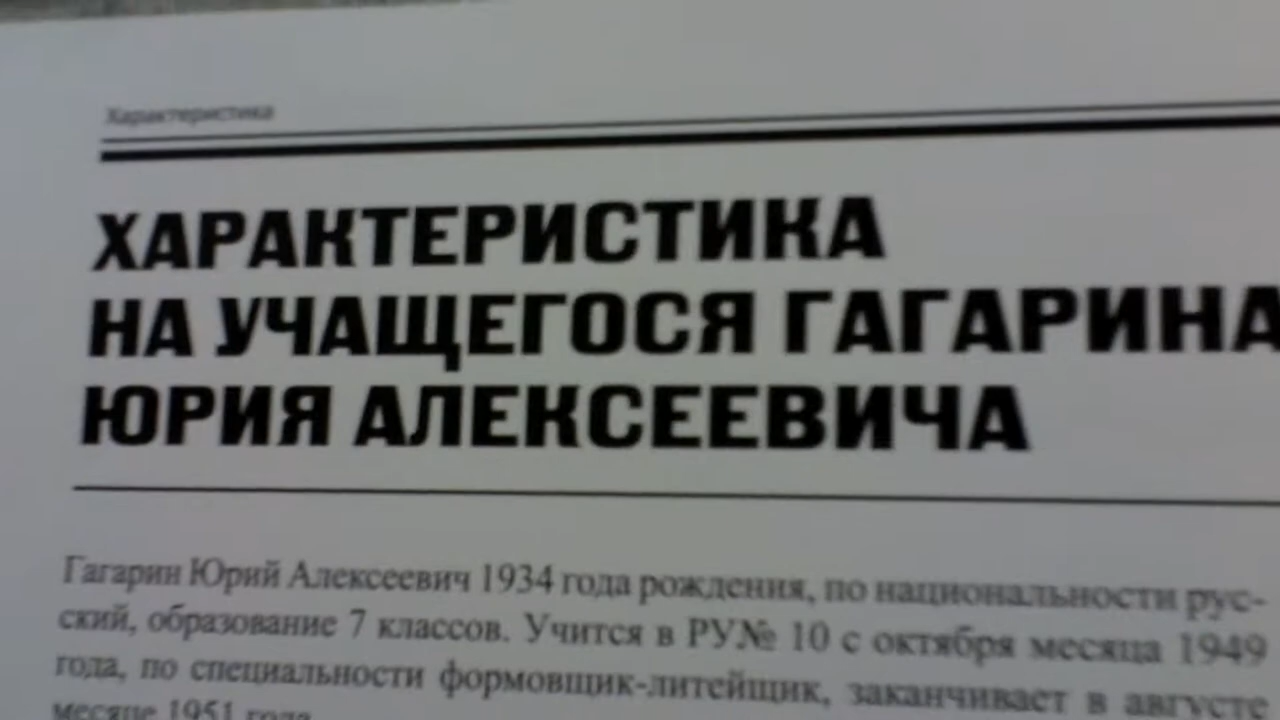 Характеристика
ХАРАКТЕРИСТИКА
НА УЧАЩЕГОСЯ ГАГАРИНА
ЮРИЯ АЛЕКСЕЕВИЧА
Гагарин Юрий Алексеевич 1934 года рождения, по национальности рус-
ский, образование 7 классов. Учится в РУ№ 10 с октября месяца 1949
года, по специальности формовщик-литейщик, заканчивает в августе
месяце 1951 года